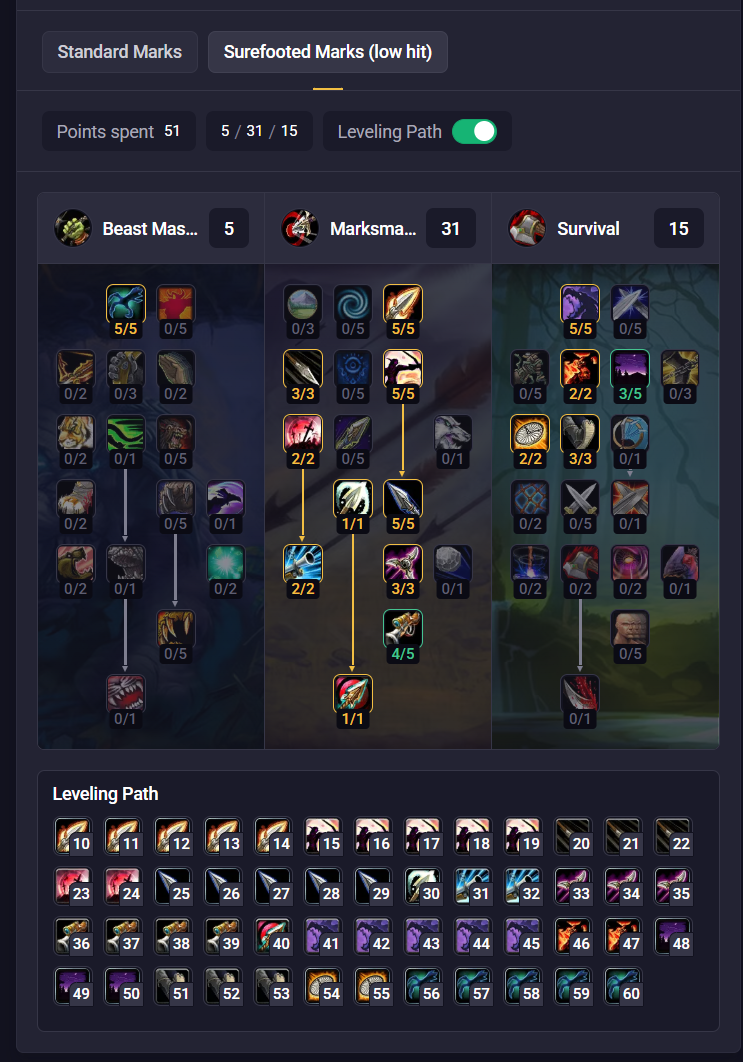 Standard Marks Surefooted Marks (low hit)
Points spent 51 5 / 31 / 15 Leveling Path
Beast Mas... 5 Marksma... 31 Survival 15
5/5 0/5 0/3 0/5 5/5 5/5 0/5
0/2 0/3 0/2 3/3 0/5 5/5 0/5 2/2 3/5 0/3
0/2 0/1 0/5 2/2 0/5 0/1 2/2 3/3 0/1
0/2 0/5 0/1 1/1 5/5 0/2 0/5 0/1
0/2 0/1 0/2 2/2 3/3 0/1 0/2 0/2 0/2 0/1
0/5 4/5 0/5
0/1 1/1 0/1
Leveling Path
10 11 12 13 14 15 16 17 18 19 20 21 22
23 24 25 26 27 28 29 30 31 32 33 34 35
36 37 38 39 40 41 42 43 44 45 46 47 48
49 50 51 52 53 54 55 56 57 58 59 60